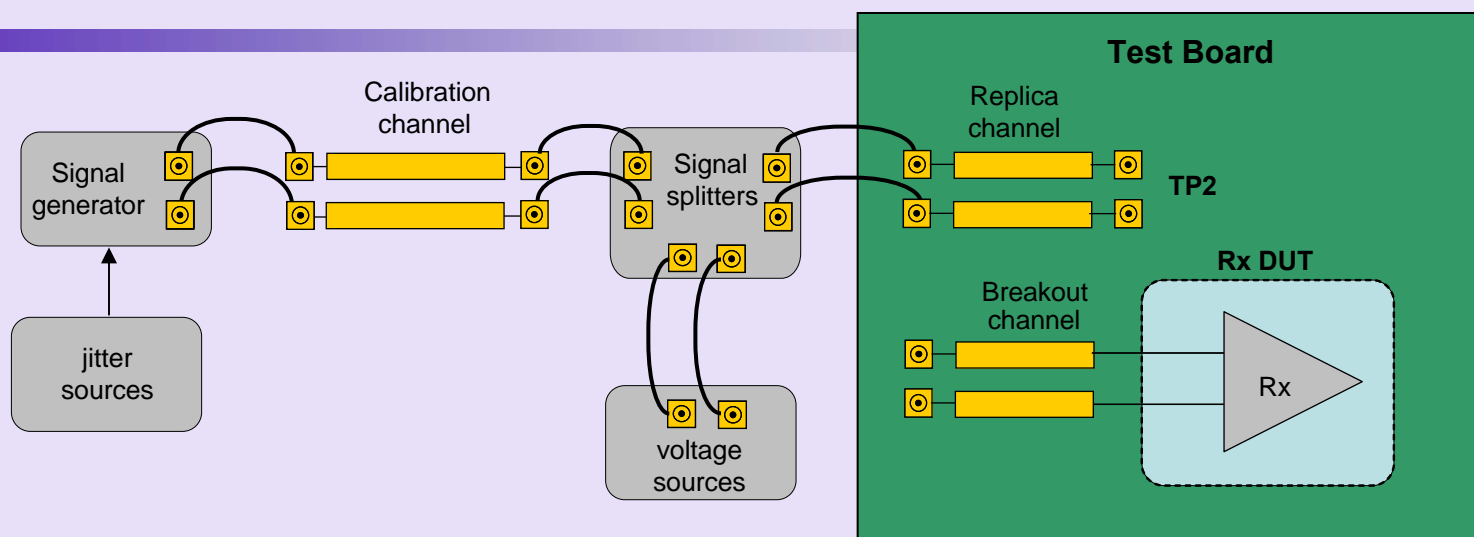 Test Board
Calibration
channel
Replica
channel
Signal
generator
Signal
splitters
TP2
Rx DUT
Breakout
channel
jitter
sources
Rx
voltage
sources